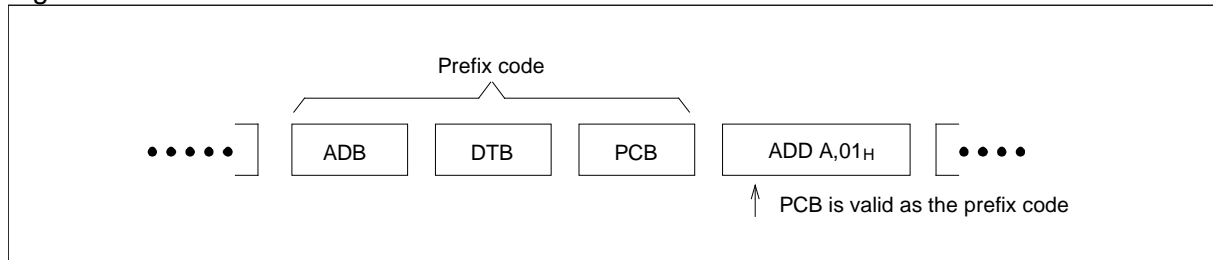 Prefix code
ADB DTB PCB ADD A,01H
PCB is valid as the prefix code